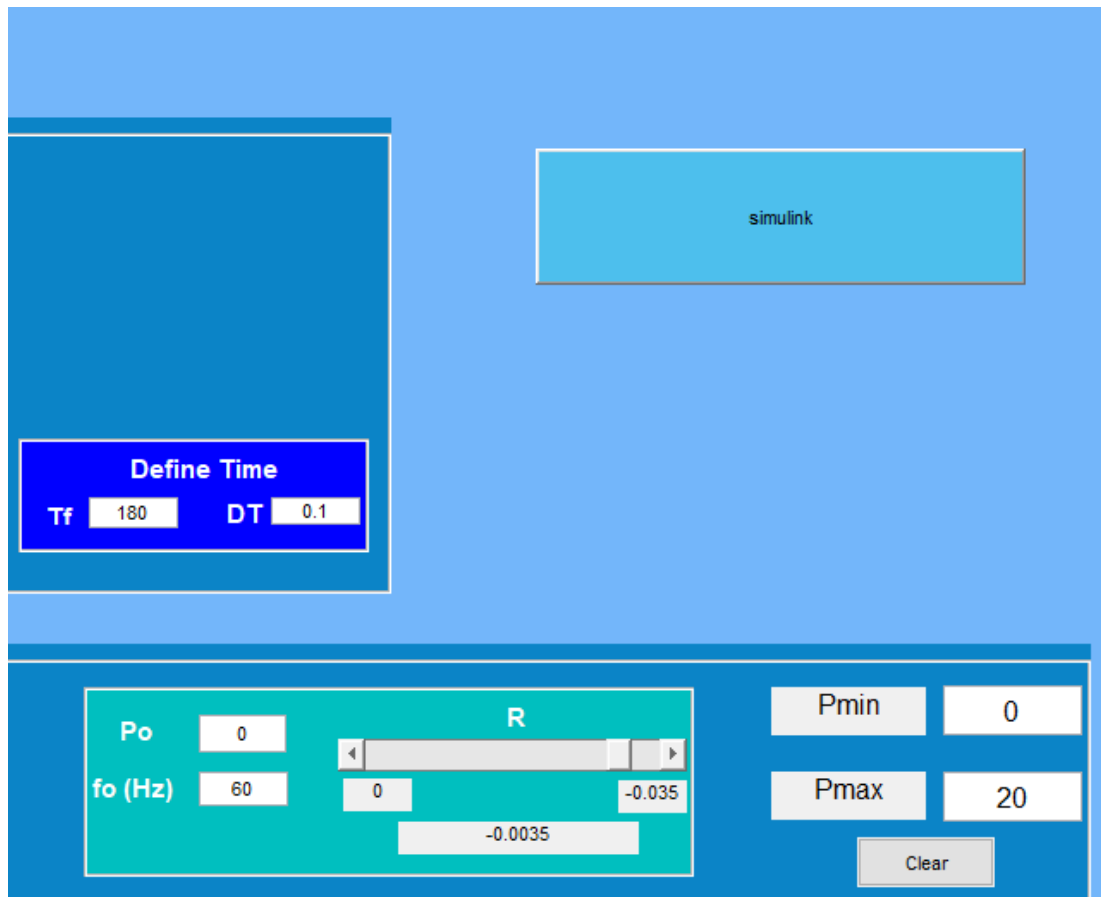 simulink
Define Time
Tf 180 DT 0.1
Po 0
fo (Hz) 60
R
0 -0.035
-0.0035
Pmin 0
Pmax 20
Clear